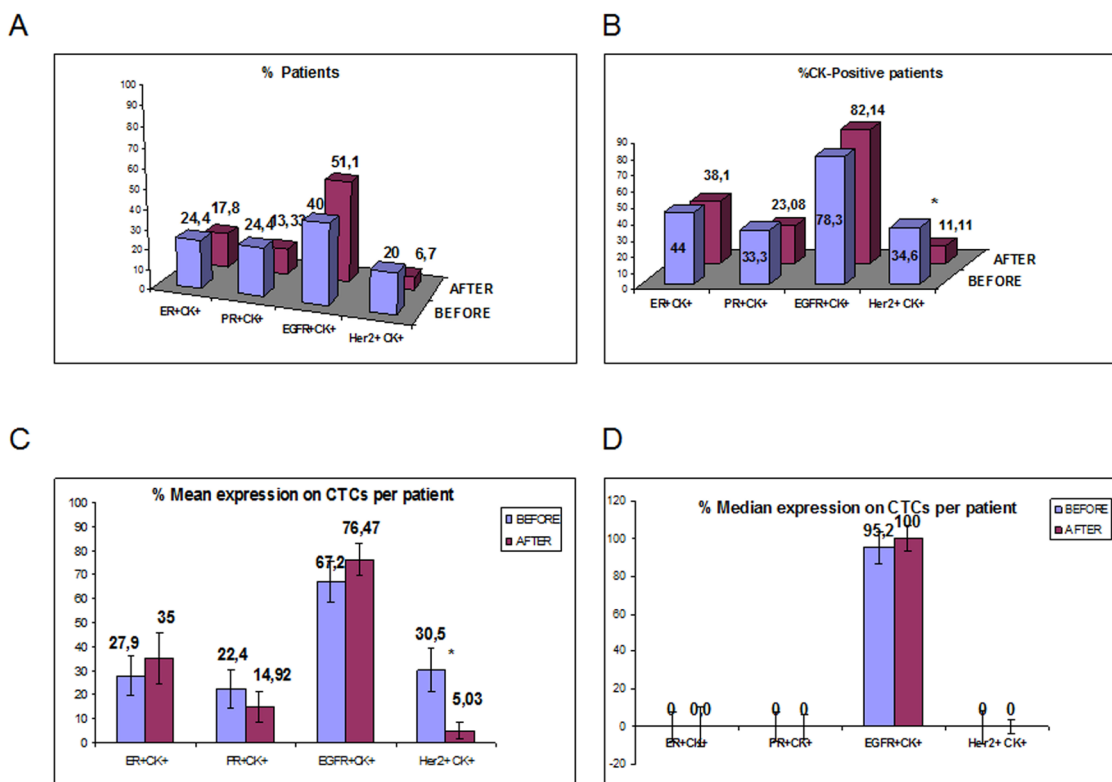 A
% Patients
100
90
80
70
60
50
40
30
20
10
0
24,4
17,8
24,4
13,33
40
51,1
20
6,7
AFTER
BEFORE
ER+CK+
PR+CK+
EGFR+CK+
Her2+ CK+
B
%CK-Positive patients
90
80
70
60
50
40
30
20
10
0
44
38,1
33,3
23,08
78,3
82,14
34,6
*
11,11
AFTER
BEFORE
ER+CK+
PR+CK+
EGFR+CK+
Her2+ CK+
C
% Mean expression on CTCs per patient
100
90
80
70
60
50
40
30
20
10
0
27,9
35
22,4
14,92
67,2
76,47
30,5
*
5,03
BEFORE
AFTER
ER+CK+
PR+CK+
EGFR+CK+
Her2+ CK+
D
% Median expression on CTCs per patient
120
100
80
60
40
20
0
-20
0
0
0
0
95,2
100
0
0
BEFORE
AFTER
ER+CK+
PR+CK+
EGFR+CK+
Her2+ CK+